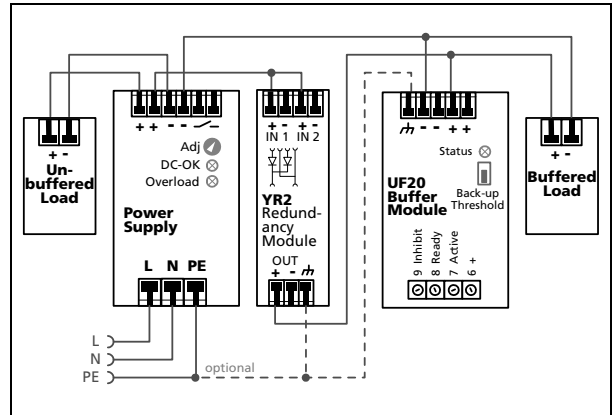 + -
Un-
buffered
Load
+ + - -
Adj
DC-OK
Overload
Power
Supply
L N PE
+ - + -
IN 1 IN 2
YR2
Redund-
ancy
Module
OUT
+ -
- - + +
Status
Back-up
Threshold
UF20
Buffer
Module
9 Inhibit
8 Ready
7 Active
6 +
+ -
Buffered
Load
L
N
PE
optional